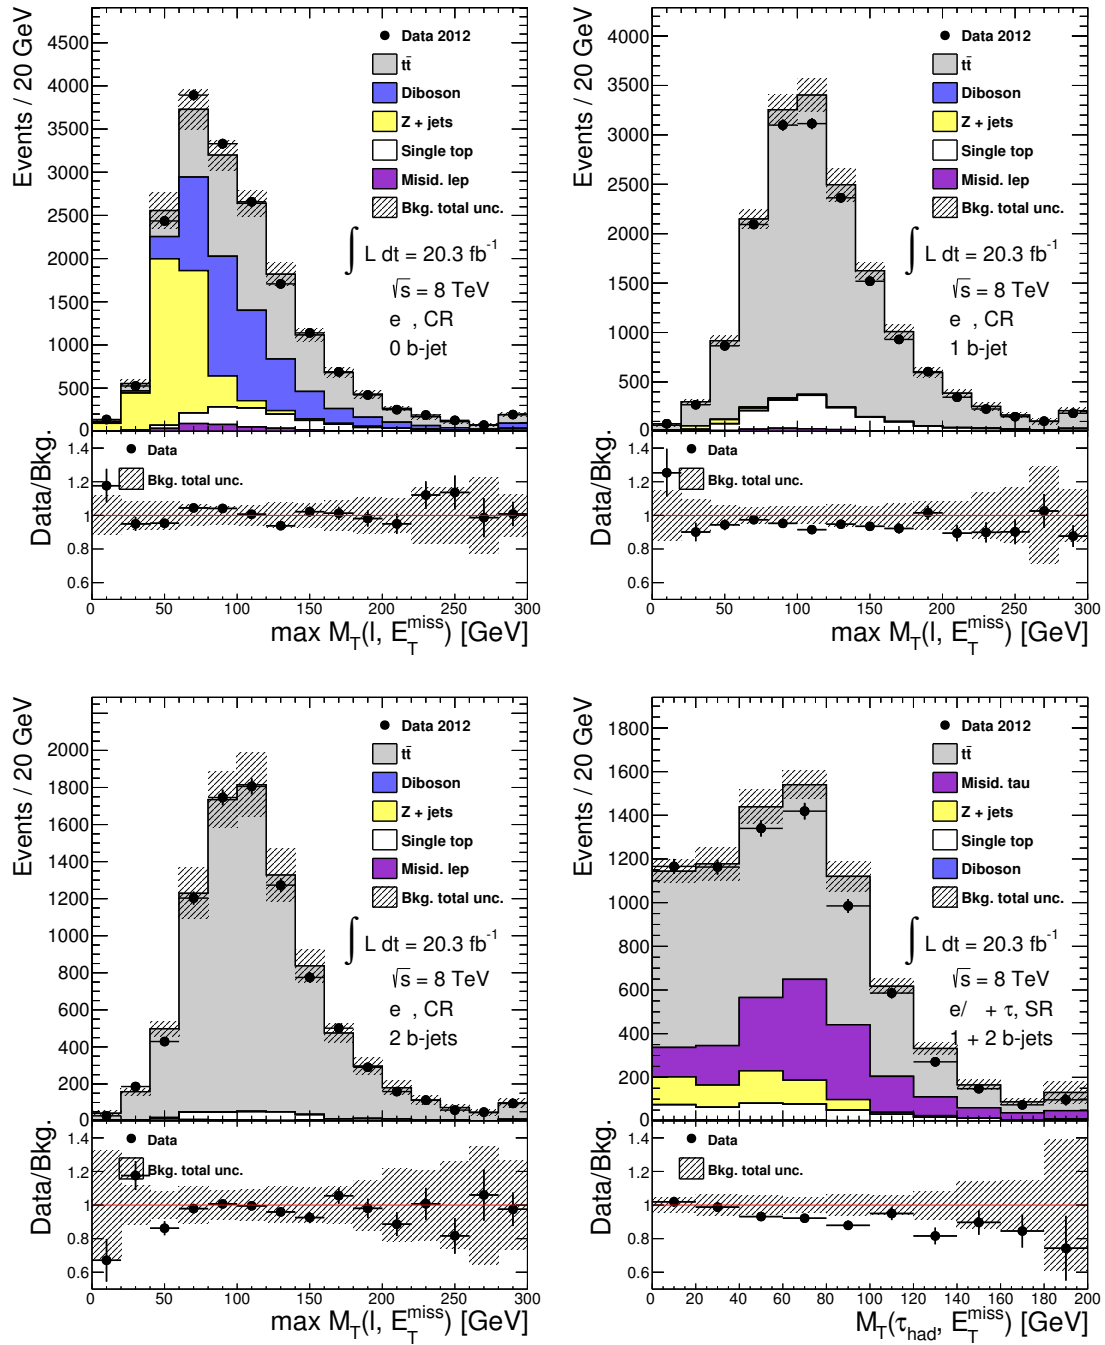 Events / 20 GeV
4500
4000
3500
3000
2500
2000
1500
1000
500
Data 2012
tt̄
Diboson
Z + jets
Single top
Misid. lep
Bkg. total unc.
∫ L dt = 20.3 fb⁻¹
√s = 8 TeV
e , CR
0 b-jet
Data/Bkg.
1.4
1.2
1
0.8
0.6
Data
Bkg. total unc.
0 50 100 150 200 250 300
max M_T(l, E_T^miss) [GeV]
Events / 20 GeV
4000
3000
2000
1000
0
Data 2012
tt̄
Diboson
Z + jets
Single top
Misid. lep
Bkg. total unc.
∫ L dt = 20.3 fb⁻¹
√s = 8 TeV
e , CR
1 b-jet
Data/Bkg.
1.4
1.2
1
0.8
0.6
Data
Bkg. total unc.
0 50 100 150 200 250 300
max M_T(l, E_T^miss) [GeV]
Events / 20 GeV
2000
1800
1600
1400
1200
1000
800
600
400
200
0
Data 2012
tt̄
Diboson
Z + jets
Single top
Misid. lep
Bkg. total unc.
∫ L dt = 20.3 fb⁻¹
√s = 8 TeV
e , CR
2 b-jets
Data/Bkg.
1.4
1.2
1
0.8
0.6
Data
Bkg. total unc.
0 50 100 150 200 250 300
max M_T(l, E_T^miss) [GeV]
Events / 20 GeV
1800
1600
1400
1200
1000
800
600
400
200
0
Data 2012
tt̄
Misid. tau
Z + jets
Single top
Diboson
Bkg. total unc.
∫ L dt = 20.3 fb⁻¹
√s = 8 TeV
e/ + τ, SR
1 + 2 b-jets
Data/Bkg.
1.4
1.2
1
0.8
0.6
Data
Bkg. total unc.
0 20 40 60 80 100 120 140 160 180 200
M_T(τ_had, E_T^miss) [GeV]